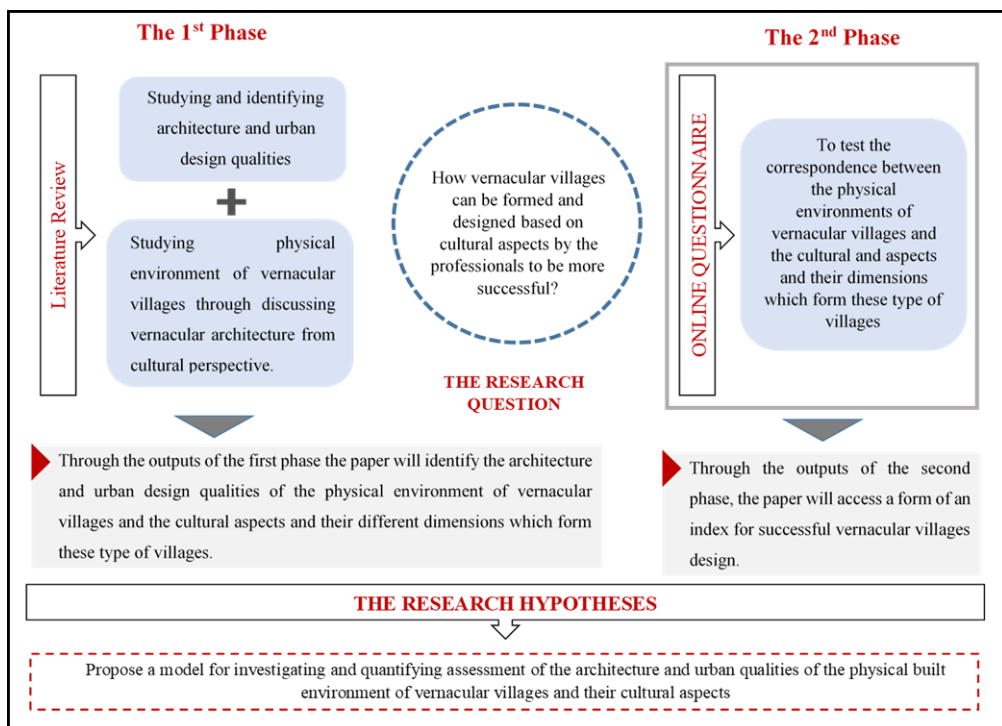 The 1st Phase
Literature Review
Studying and identifying
architecture and urban
design qualities
Studying physical
environment of vernacular
villages through discussing
vernacular architecture from
cultural perspective.
How vernacular villages
can be formed and
designed based on
cultural aspects by the
professionals to be more
successful?
THE RESEARCH
QUESTION
The 2nd Phase
ONLINE QUESTIONNAIRE
To test the
correspondence between
the physical
environments of
vernacular villages and
the cultural and aspects
and their dimensions
which form these type of
villages
Through the outputs of the first phase the paper will identify the architecture
and urban design qualities of the physical environment of vernacular
villages and the cultural aspects and their different dimensions which form
these type of villages.
Through the outputs of the second
phase, the paper will access a form of an
index for successful vernacular villages
design.
THE RESEARCH HYPOTHESES
Propose a model for investigating and quantifying assessment of the architecture and urban qualities of the physical built
environment of vernacular villages and their cultural aspects